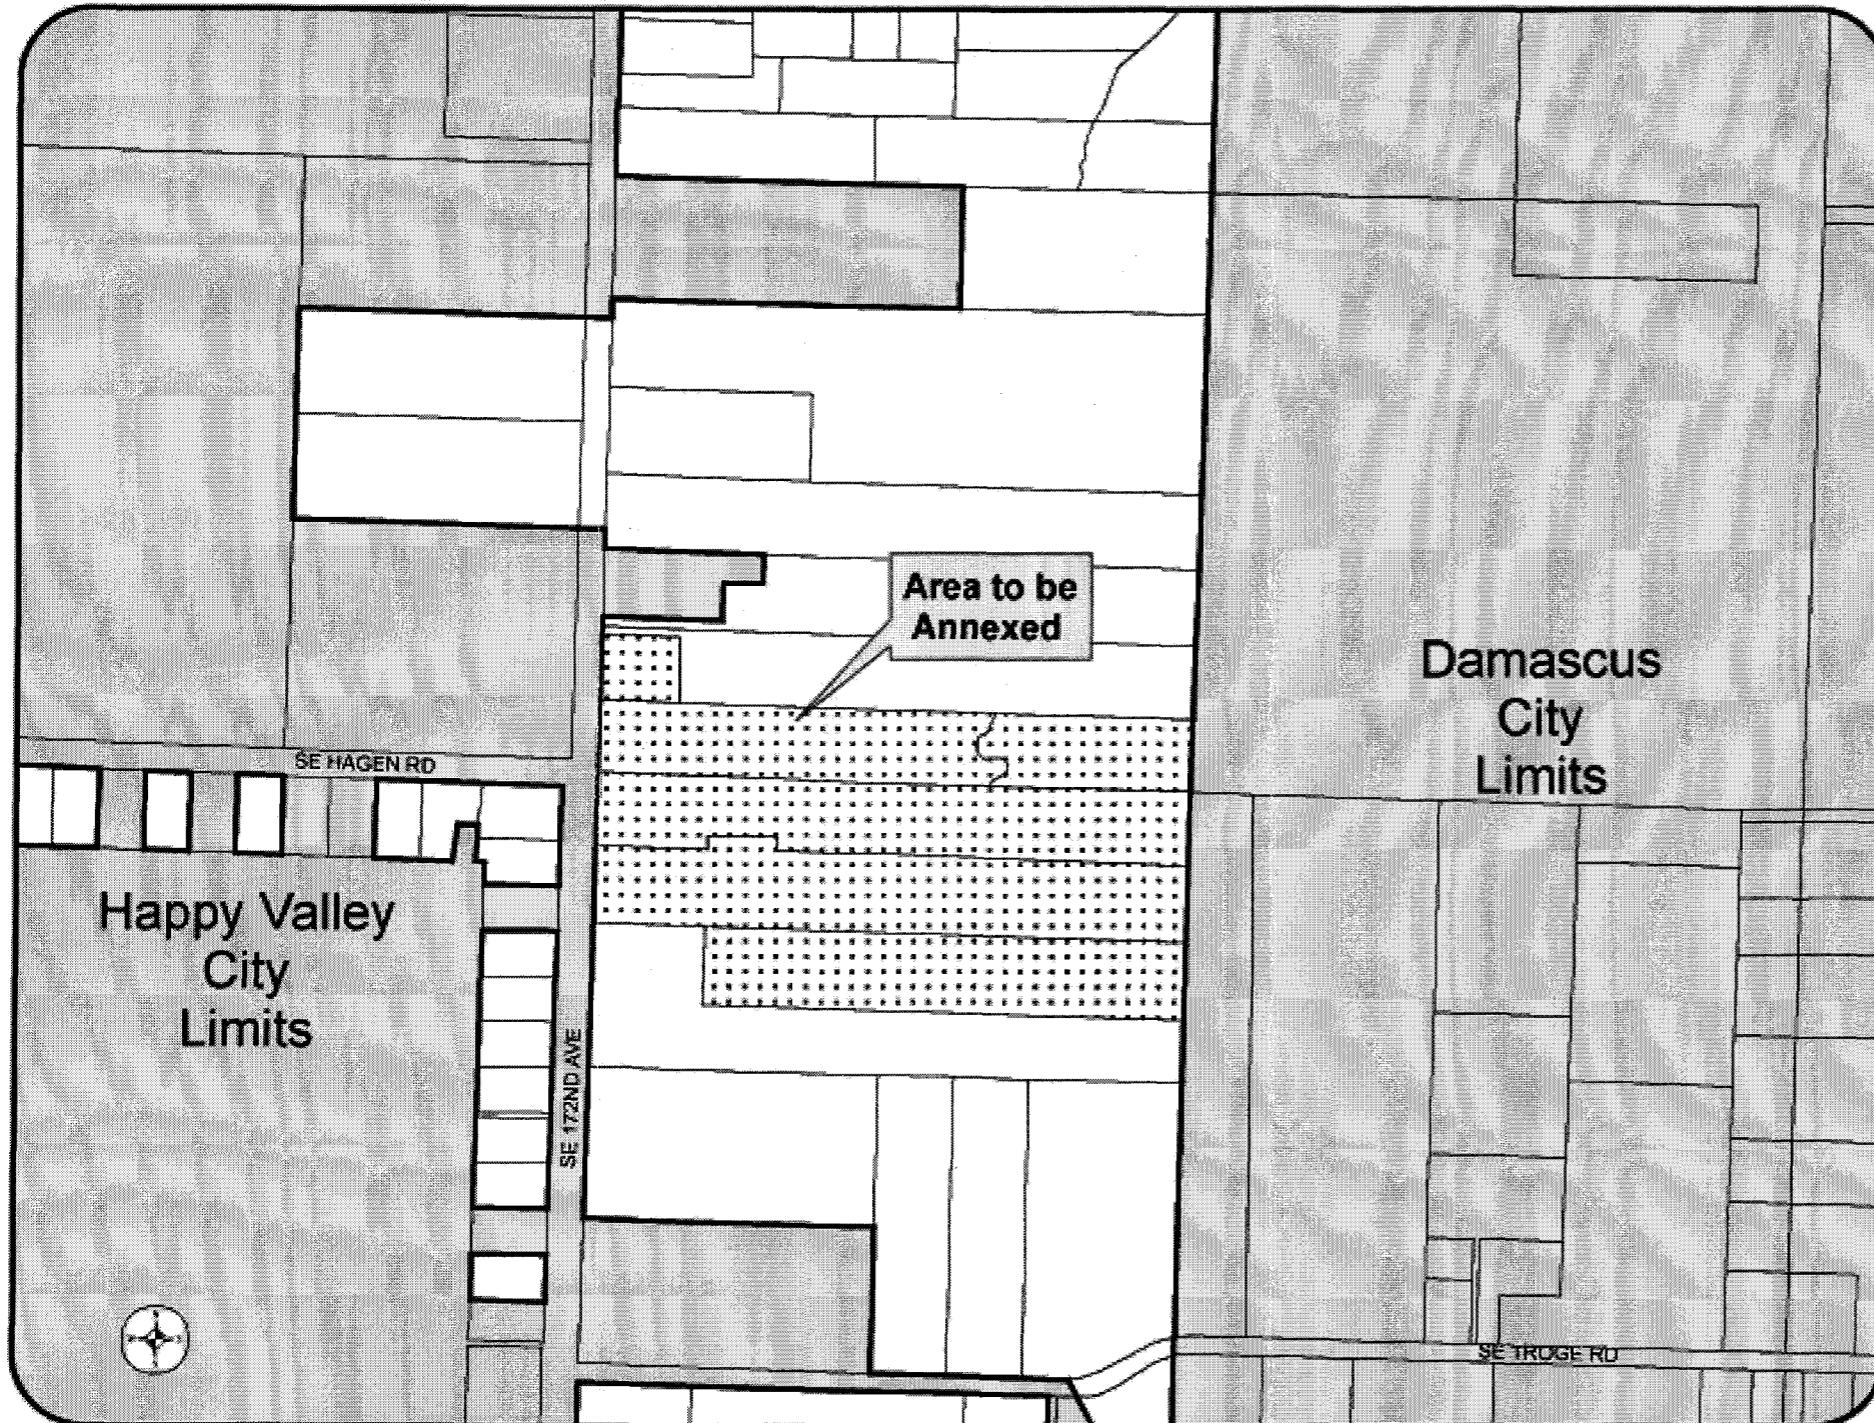 Area to be
Annexed
Damascus
City
Limits
SE HAGEN RD
Happy Valley
City
Limits
SE 172ND AVE
SE TROGE RD